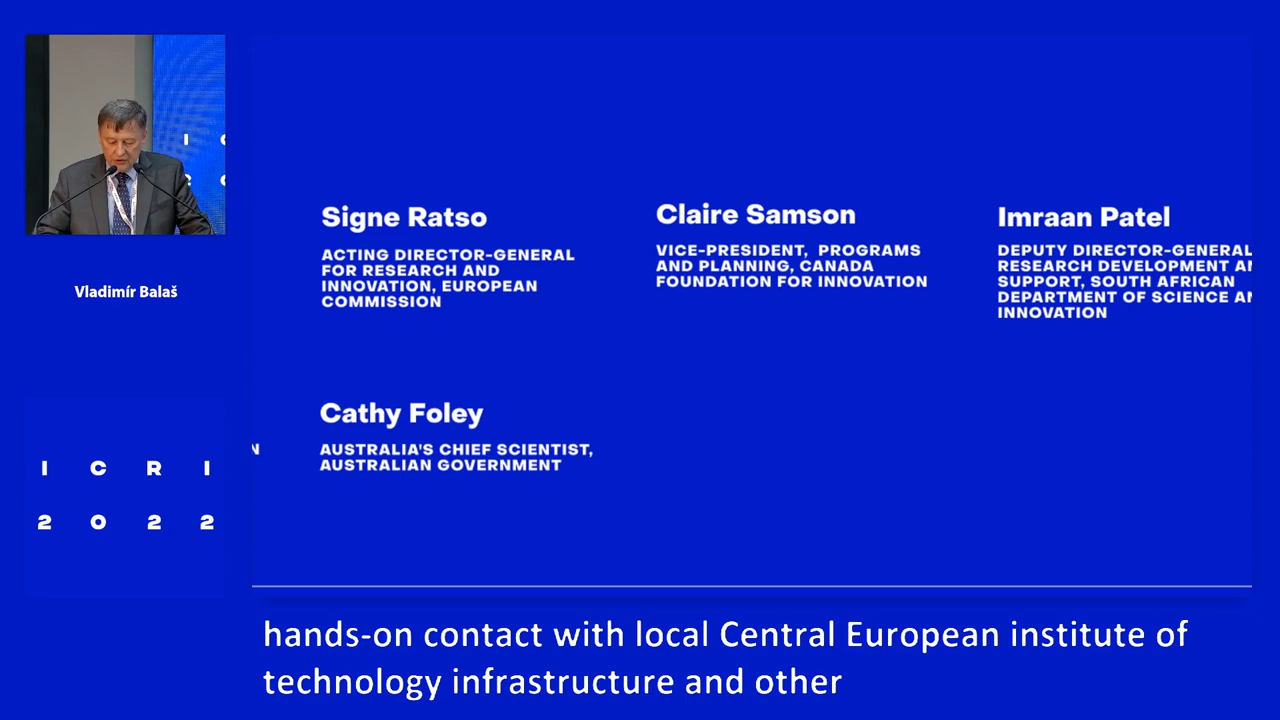 Vladimír Balaš
I C R I
2 0 2 2
Signe Ratso
ACTING DIRECTOR-GENERAL
FOR RESEARCH AND
INNOVATION, EUROPEAN
COMMISSION
Claire Samson
VICE-PRESIDENT, PROGRAMS
AND PLANNING, CANADA
FOUNDATION FOR INNOVATION
Imraan Patel
DEPUTY DIRECTOR-GENERAL
RESEARCH DEVELOPMENT
SUPPORT, SOUTH AFRICAN
DEPARTMENT OF SCIENCE
INNOVATION
Cathy Foley
AUSTRALIA'S CHIEF SCIENTIST,
AUSTRALIAN GOVERNMENT
hands-on contact with local Central European institute of
technology infrastructure and other